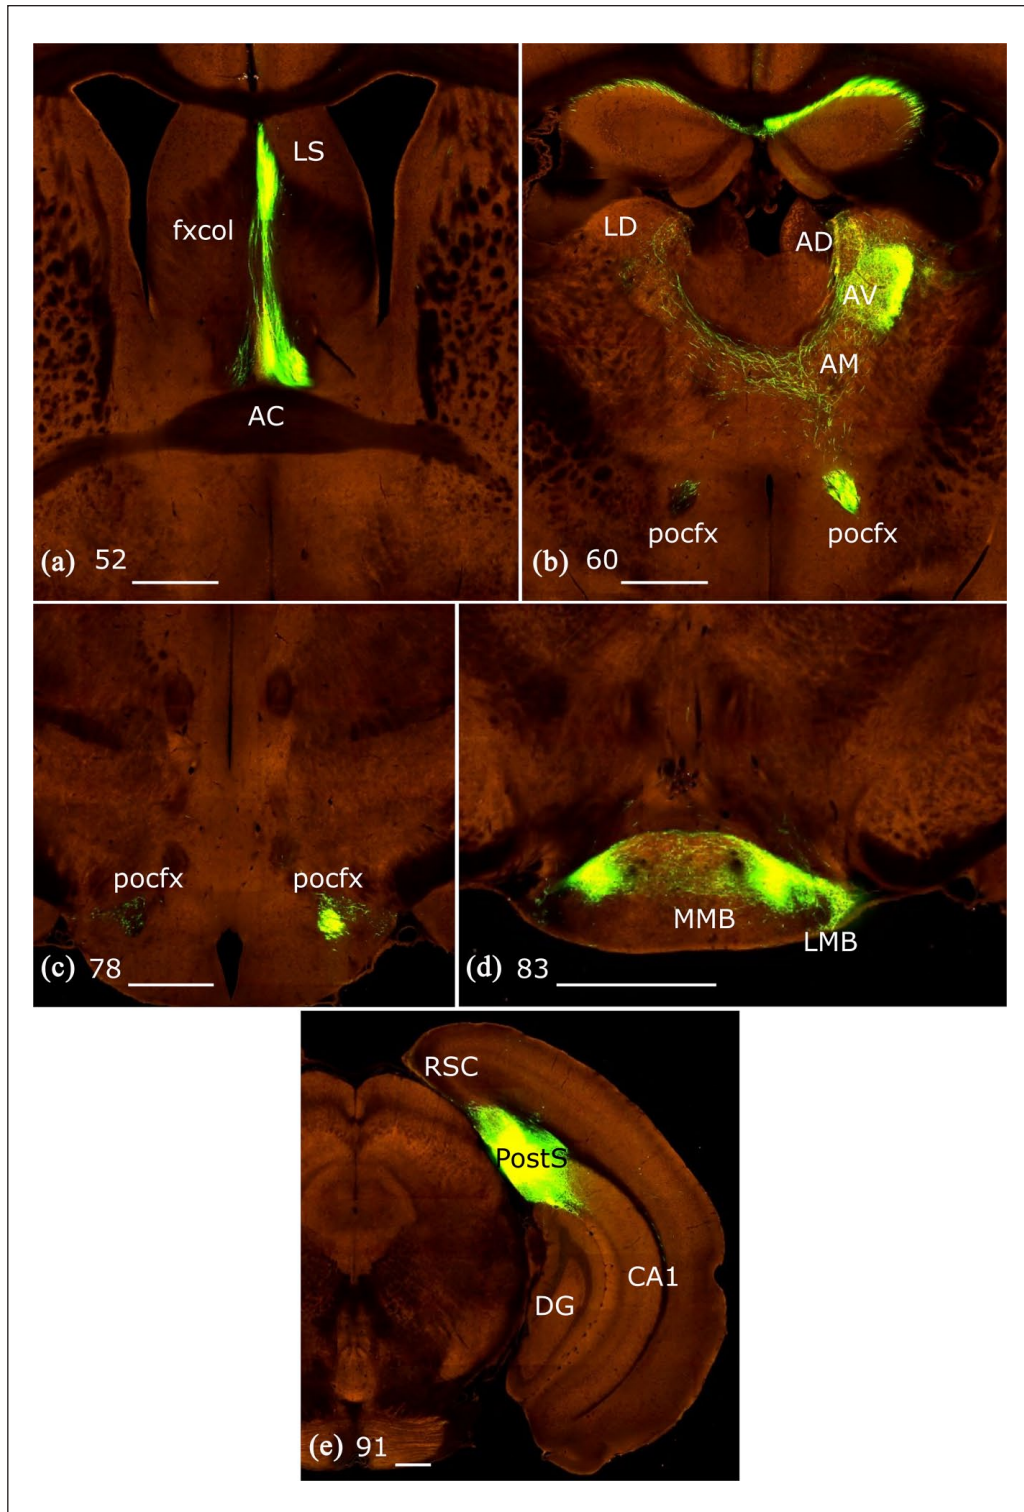 LS
fxcol
AC
(a) 52
LD
AD
AV
AM
pocfx pocfx
(b) 60
pocfx pocfx
(c) 78
MMB
LMB
(d) 83
RSC
PostS
CA1
DG
(e) 91